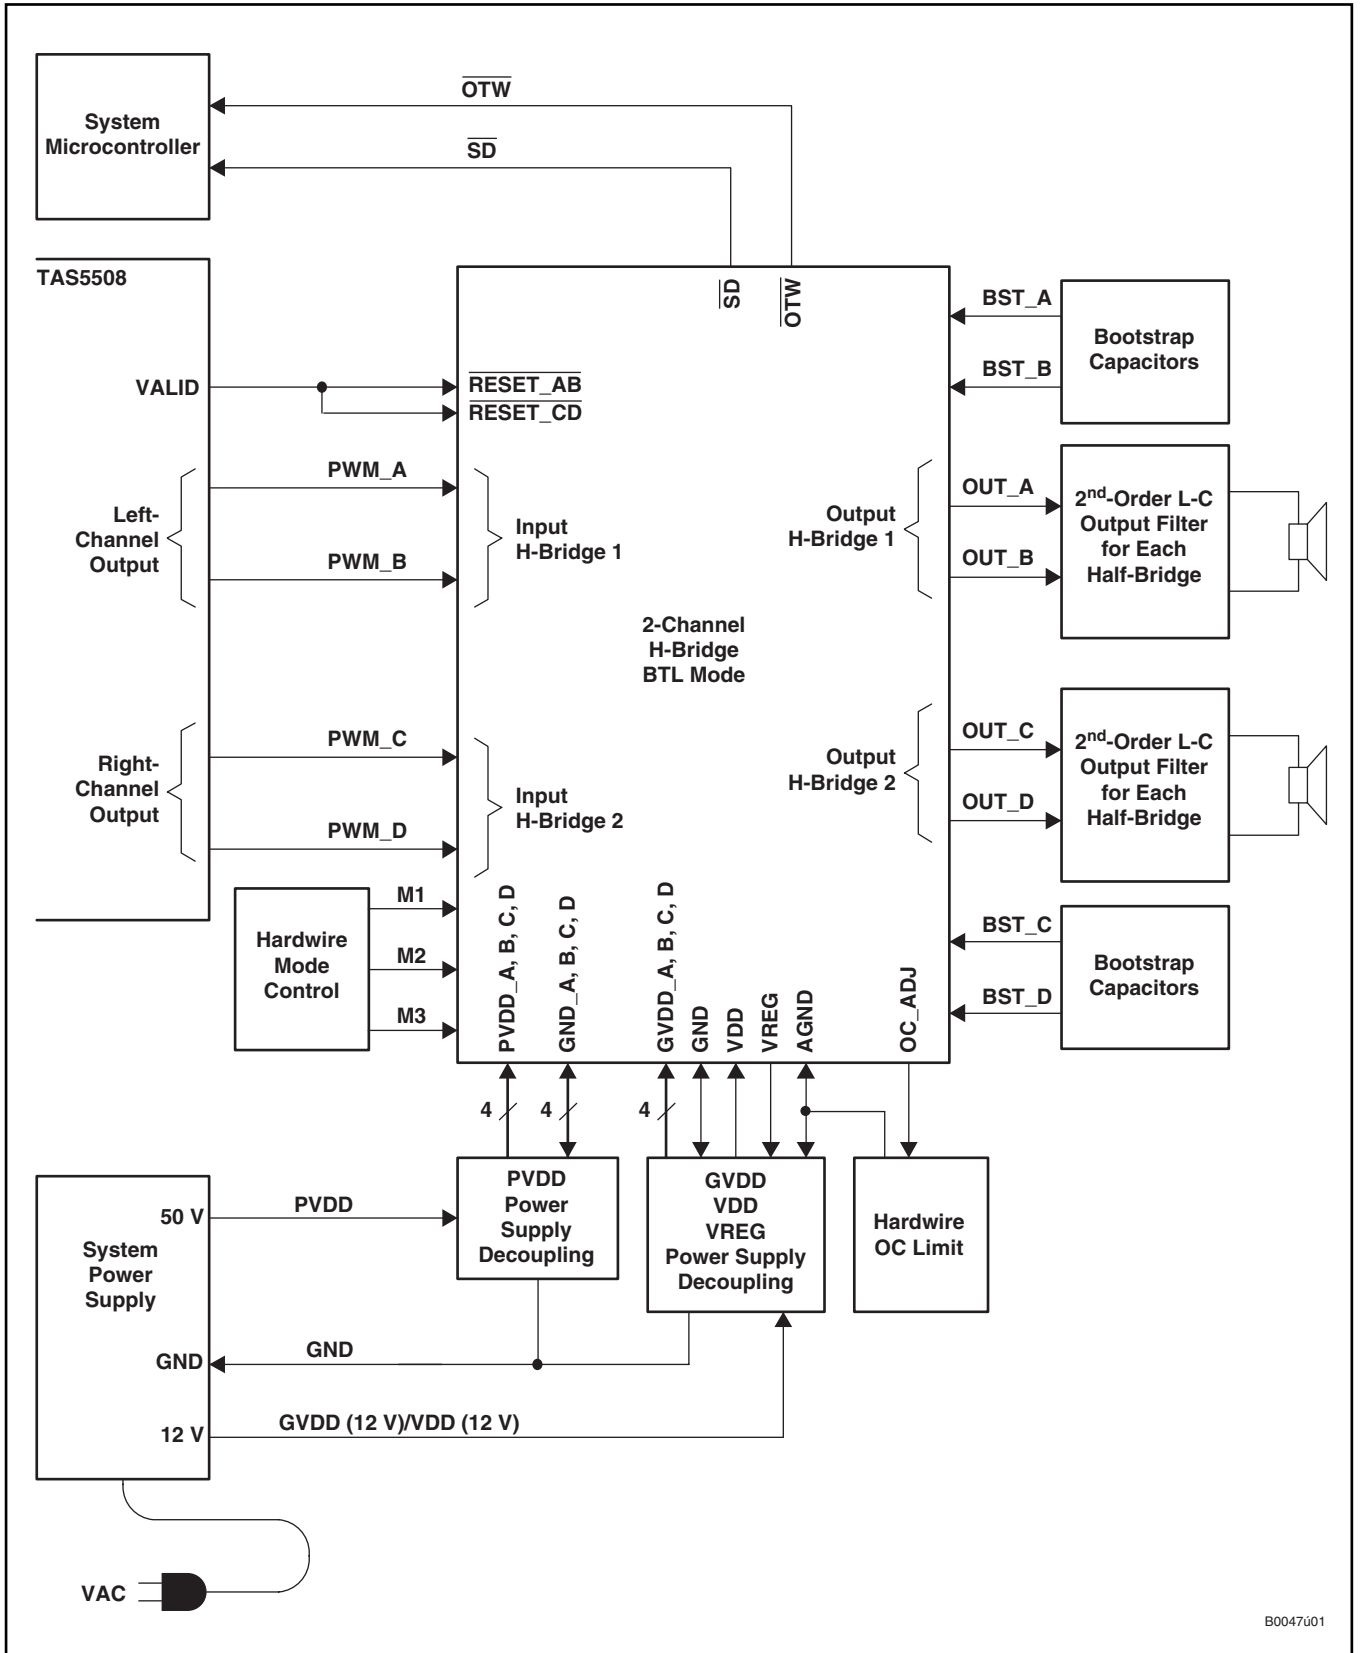 OTW
SD
System
Microcontroller
TAS5508
VALID
Left-
Channel
Output
Right-
Channel
Output
PWM_A
PWM_B
PWM_C
PWM_D
SD
OTW
RESET_AB
RESET_CD
Input
H-Bridge 1
Input
H-Bridge 2
2-Channel
H-Bridge
BTL Mode
Output
H-Bridge 1
Output
H-Bridge 2
BST_A
BST_B
Bootstrap
Capacitors
OUT_A
OUT_B
2nd-Order L-C
Output Filter
for Each
Half-Bridge
OUT_C
OUT_D
2nd-Order L-C
Output Filter
for Each
Half-Bridge
BST_C
BST_D
Bootstrap
Capacitors
Hardwire
Mode
Control
M1
M2
M3
PVDD_A, B, C, D
GND_A, B, C, D
GVDD_A, B, C, D
GND
VDD
VREG
AGND
OC_ADJ
4
4
4
PVDD
Power
Supply
Decoupling
GVDD
VDD
VREG
Power Supply
Decoupling
Hardwire
OC Limit
System
Power
Supply
50 V
PVDD
GND
GND
12 V
GVDD (12 V)/VDD (12 V)
VAC
B0047ú01